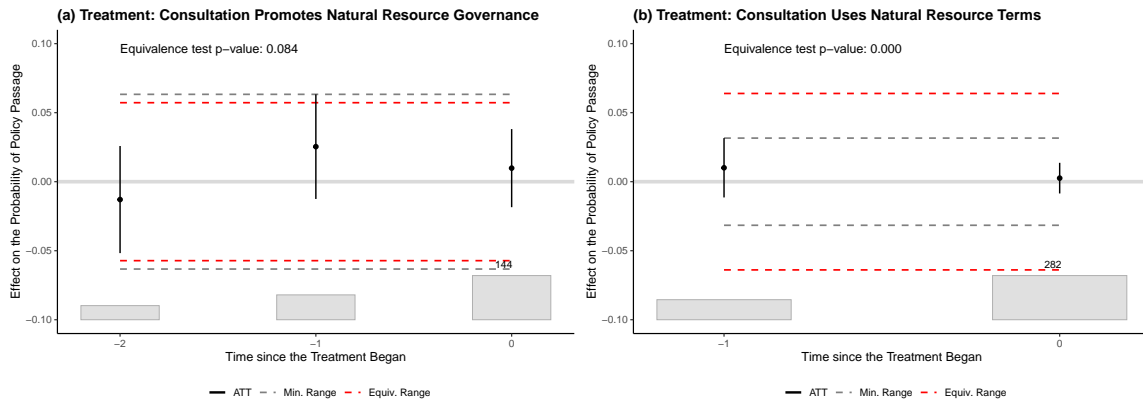 (a) Treatment: Consultation Promotes Natural Resource Governance
Equivalence test p−value: 0.084
Effect on the Probability of Policy Passage
0.10
0.05
0.00
−0.05
−0.10
144
−2
−1
0
Time since the Treatment Began
ATT
Min. Range
Equiv. Range
(b) Treatment: Consultation Uses Natural Resource Terms
Equivalence test p−value: 0.000
Effect on the Probability of Policy Passage
0.10
0.05
0.00
−0.05
−0.10
282
−1
0
Time since the Treatment Began
ATT
Min. Range
Equiv. Range